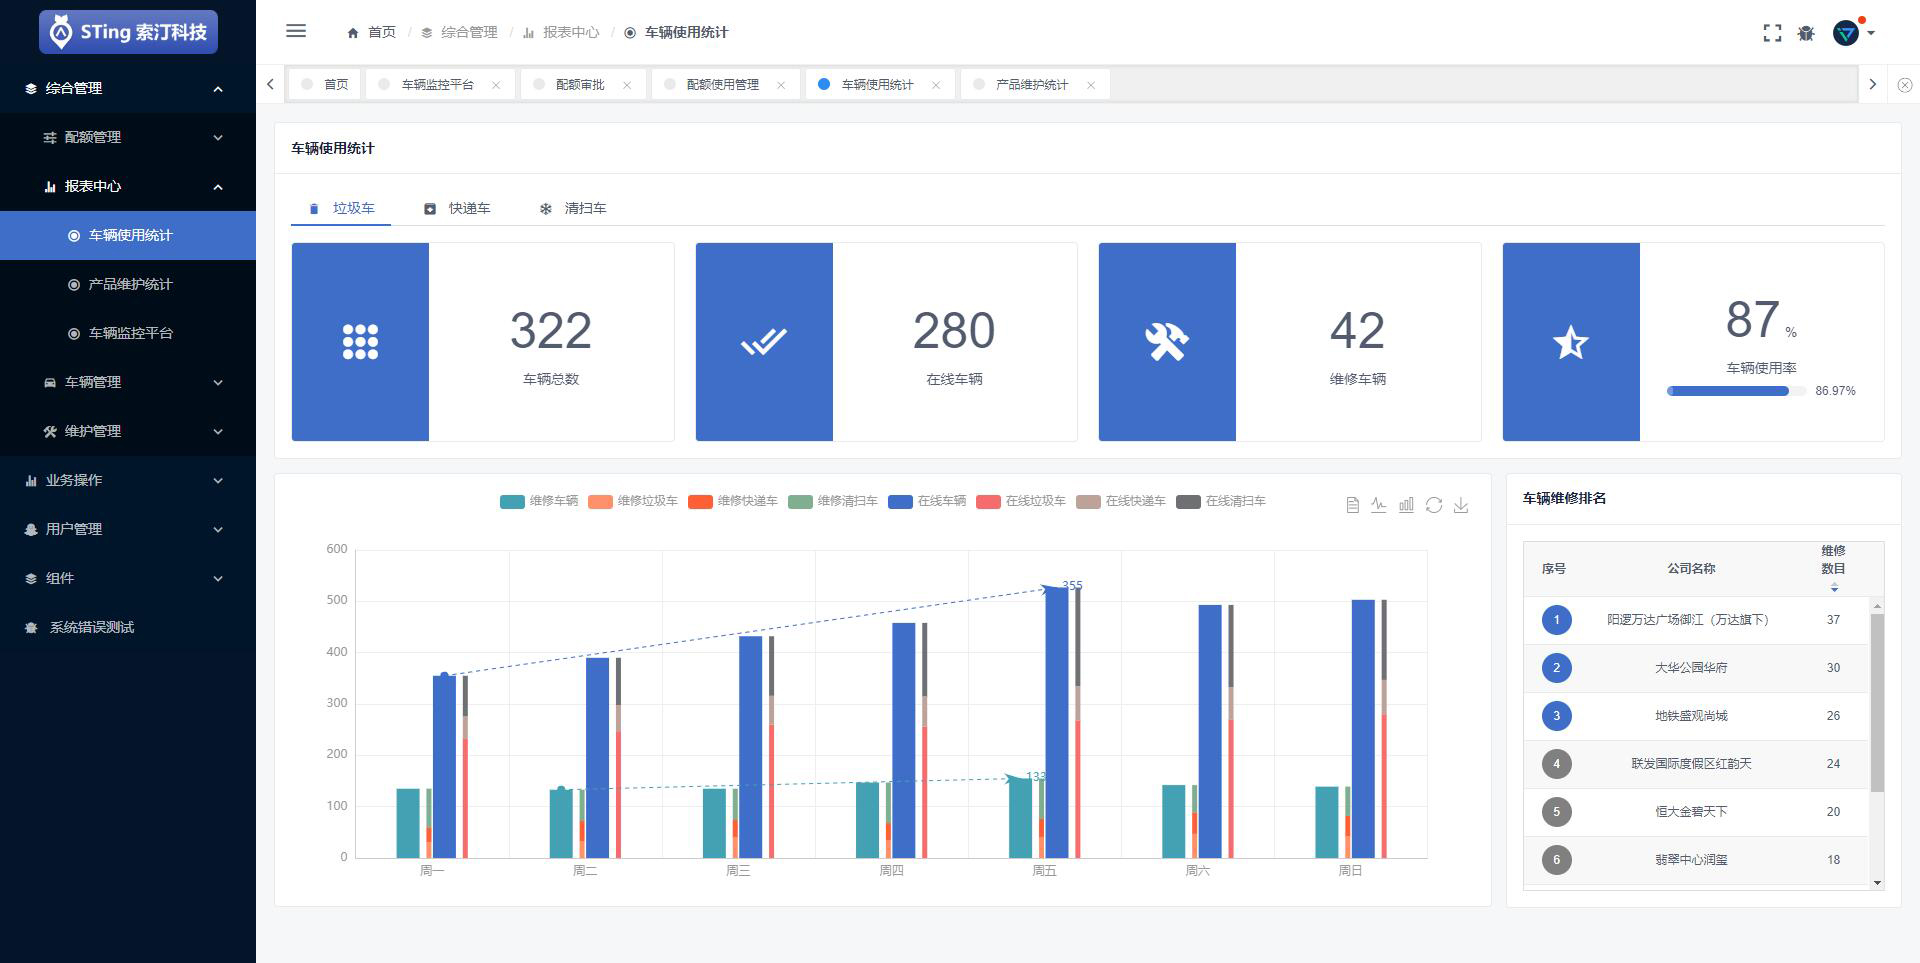 STing 索汀科技
首页 / 综合管理 / 报表中心 / 车辆使用统计
综合管理
配额管理
报表中心
车辆使用统计
产品维护统计
车辆监控平台
车辆管理
维护管理
业务操作
用户管理
组件
系统错误测试
首页
车辆监控平台
配额审批
配额使用管理
车辆使用统计
产品维护统计
车辆使用统计
垃圾车
快递车
清扫车
322
车辆总数
280
在线车辆
42
维修车辆
87 %
车辆使用率
86.97%
维修车辆 维修垃圾车 维修快递车 维修清扫车 在线车辆 在线垃圾车 在线快递车 在线清扫车
600
500
400
300
200
100
0
355
133
周一 周二 周三 周四 周五 周六 周日
车辆维修排名
序号 公司名称 维修数目
1 阳逻万达广场御江（万达旗下） 37
2 大华公园华府 30
3 地铁盛观尚城 26
4 联发国际度假区红韵天 24
5 恒大金碧天下 20
6 翡翠中心润玺 18